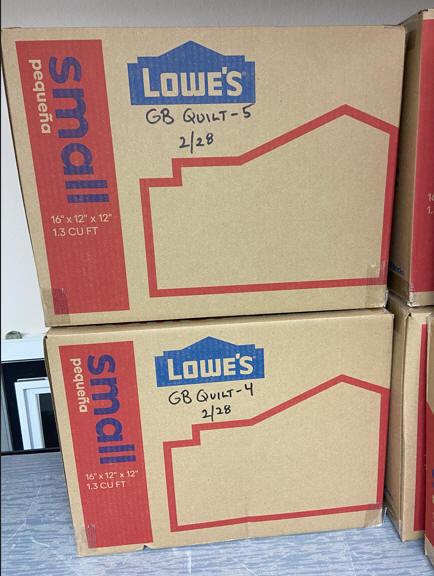 small
pequeña
16" x 12" x 12"
1.3 CU FT
LOWE'S
GB QUILT-5
2/28
small
pequeña
16" x 12" x 12"
1.3 CU FT
LOWE'S
GB QUILT-4
2/28